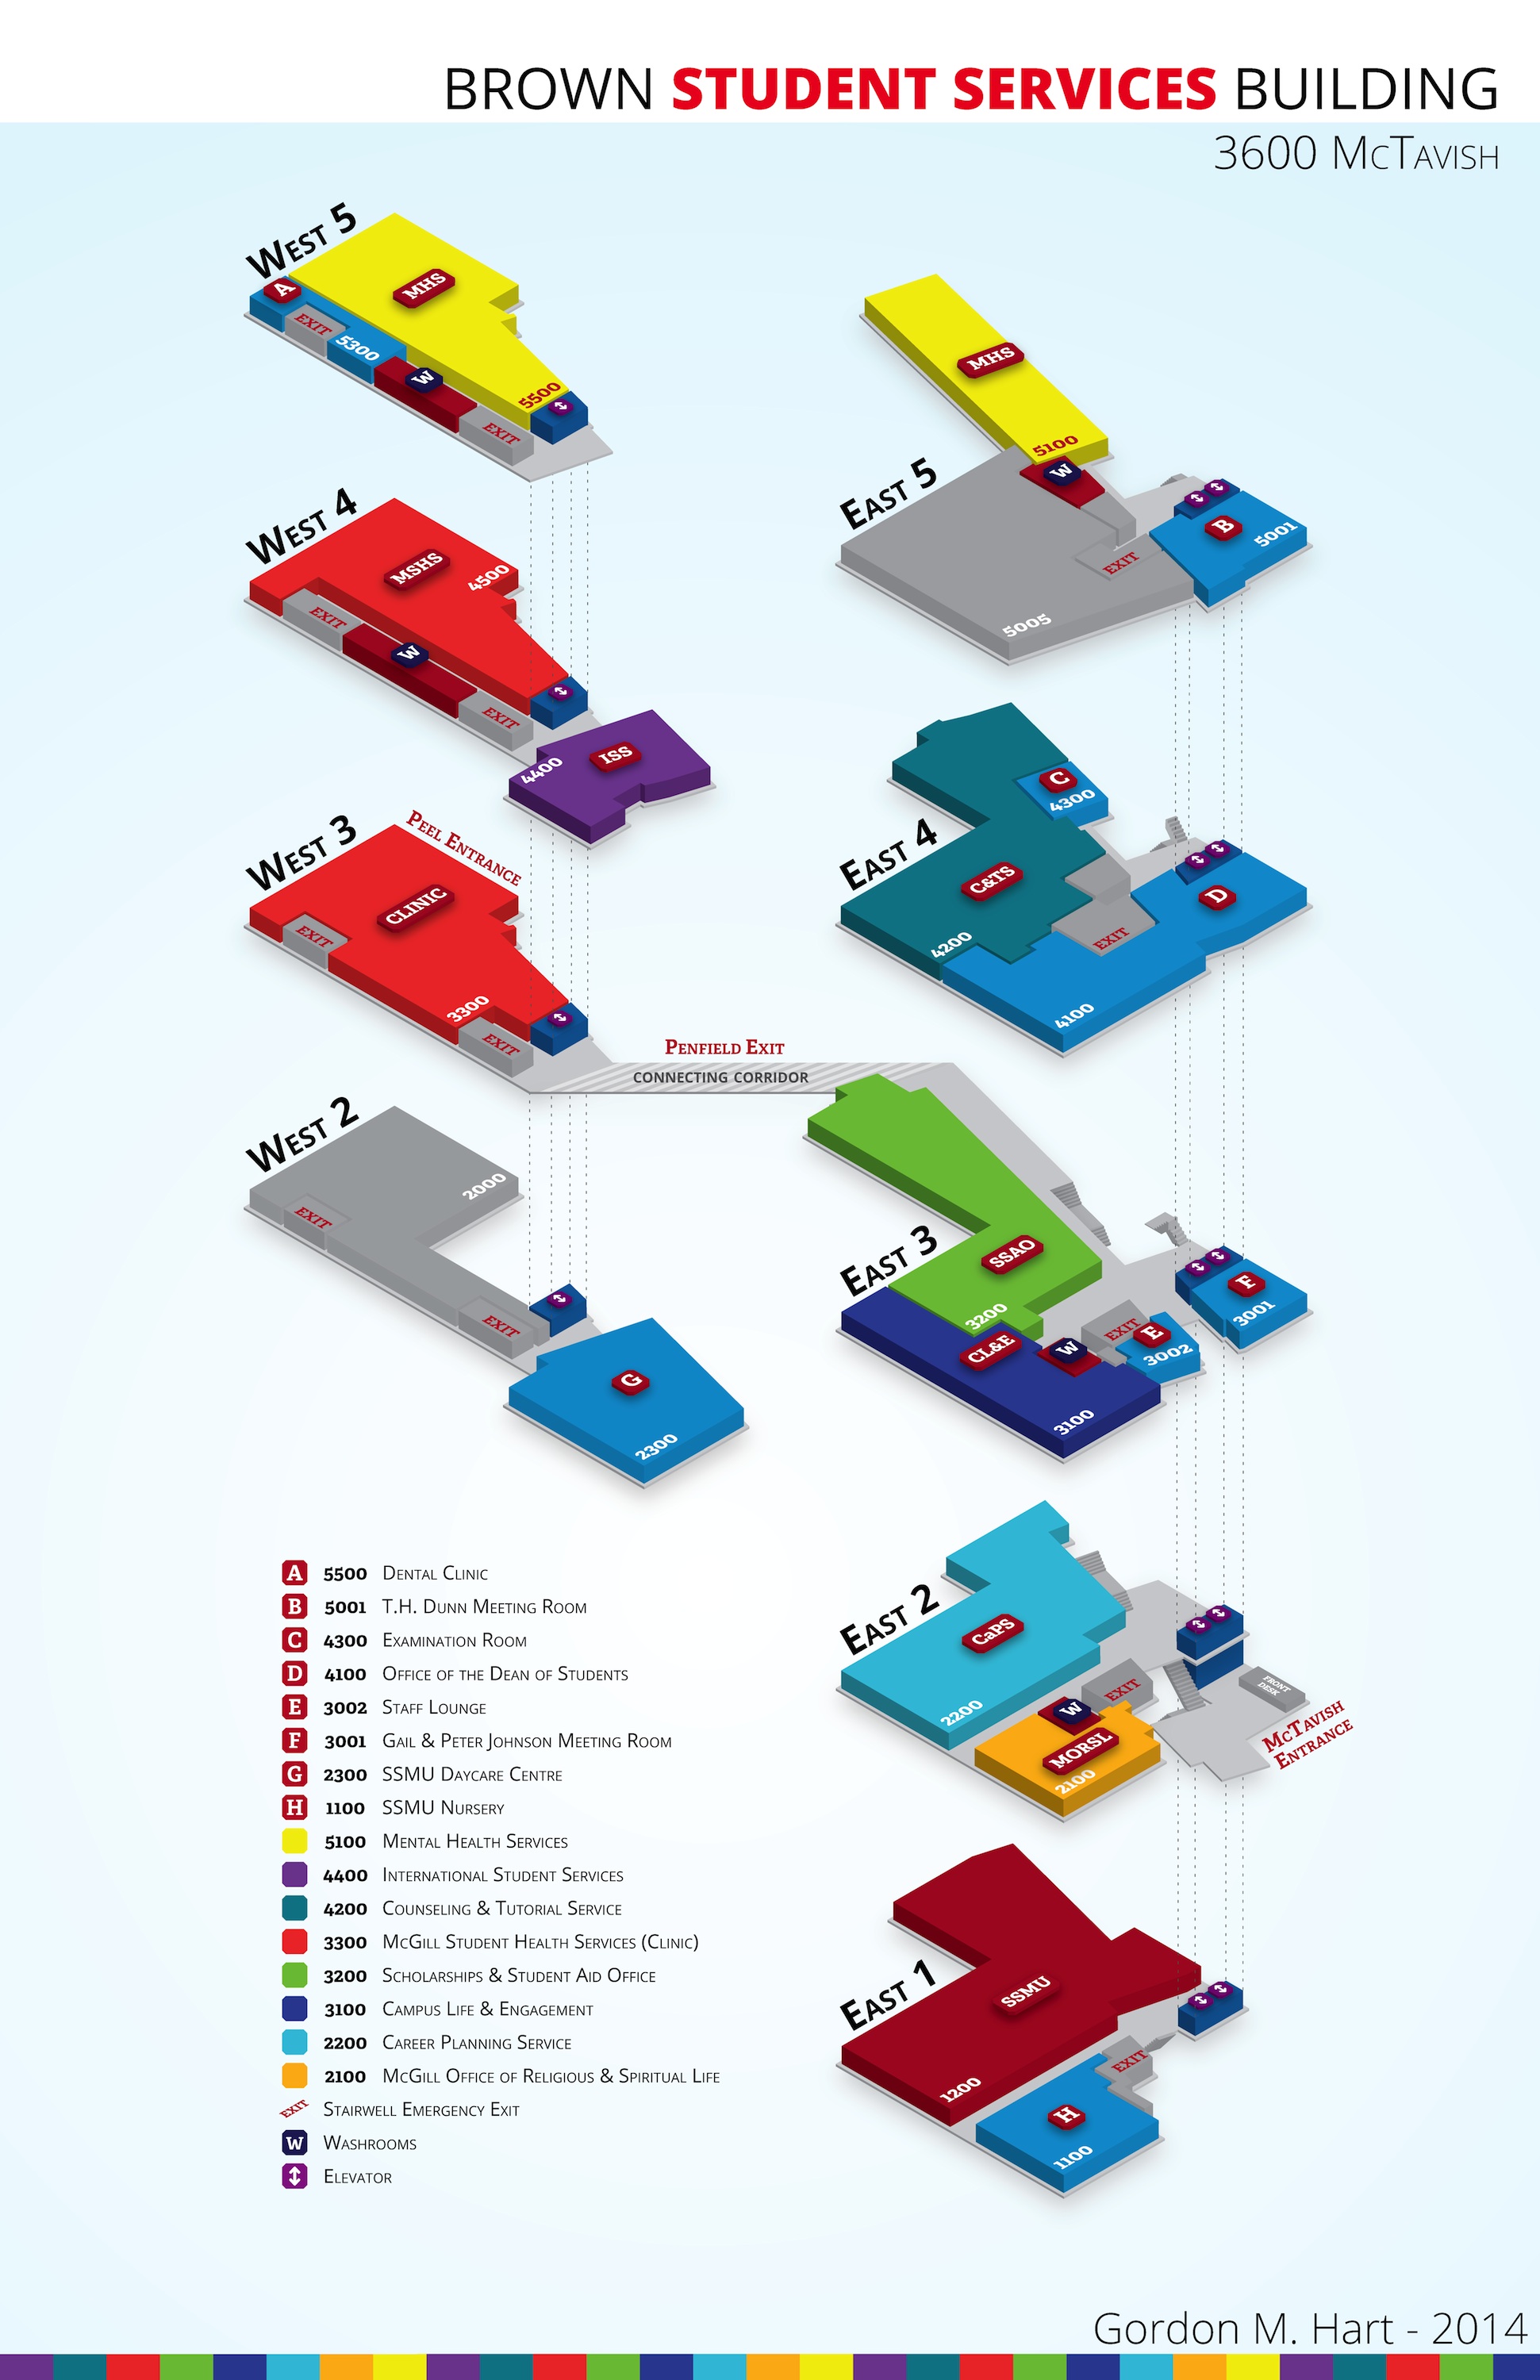 BROWN STUDENT SERVICES BUILDING
3600 McTavish
West 5
A
MHS
EXIT
5300
W
5500
EXIT
MHS
5100
W
East 5
B
5001
EXIT
5005
West 4
MSHS
4500
EXIT
W
EXIT
ISS
4400
C
4300
East 4
C&TS
D
EXIT
4200
4100
West 3
Peel Entrance
CLINIC
EXIT
3300
EXIT
Penfield Exit
CONNECTING CORRIDOR
West 2
2000
EXIT
EXIT
G
2300
East 3
SSAO
3200
CL&E
W
EXIT
E
3002
F
3001
3100
East 2
CaPS
2200
W
EXIT
MORSL
2100
FRONT
DESK
McTavish
Entrance
East 1
SSMU
1200
EXIT
H
1100
A 5500 Dental Clinic
B 5001 T.H. Dunn Meeting Room
C 4300 Examination Room
D 4100 Office of the Dean of Students
E 3002 Staff Lounge
F 3001 Gail & Peter Johnson Meeting Room
G 2300 SSMU Daycare Centre
H 1100 SSMU Nursery
5100 Mental Health Services
4400 International Student Services
4200 Counseling & Tutorial Service
3300 McGill Student Health Services (Clinic)
3200 Scholarships & Student Aid Office
3100 Campus Life & Engagement
2200 Career Planning Service
2100 McGill Office of Religious & Spiritual Life
EXIT Stairwell Emergency Exit
W Washrooms
Elevator
Gordon M. Hart - 2014